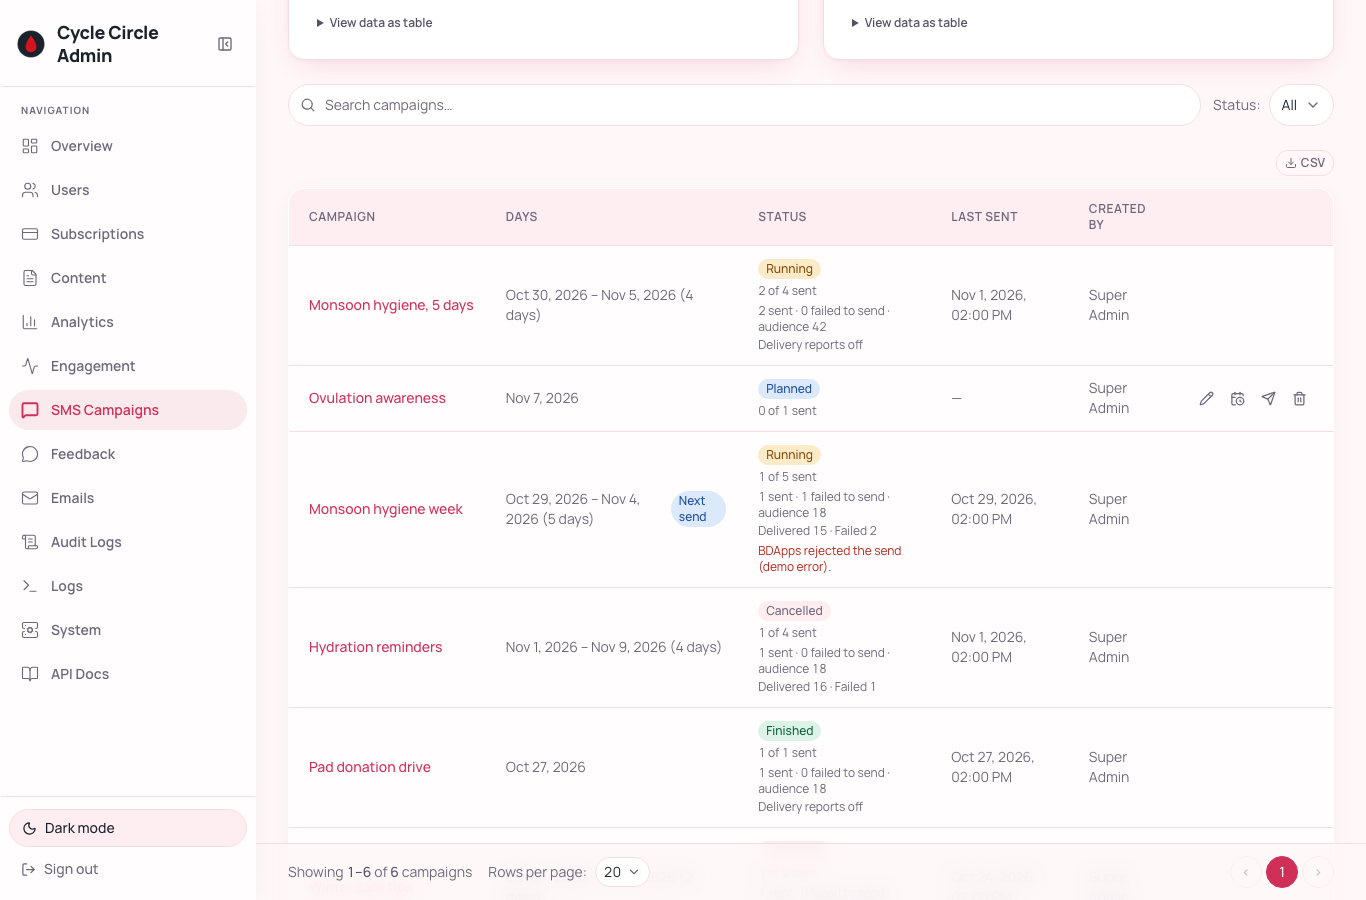 Cycle Circle
Admin
NAVIGATION
Overview
Users
Subscriptions
Content
Analytics
Engagement
SMS Campaigns
Feedback
Emails
Audit Logs
Logs
System
API Docs
Dark mode
Sign out
View data as table
View data as table
Search campaigns...
Status:
All
CSV
CAMPAIGN
DAYS
STATUS
LAST SENT
CREATED
BY
Monsoon hygiene, 5 days
Oct 30, 2026 – Nov 5, 2026 (4
days)
Running
2 of 4 sent
2 sent · 0 failed to send ·
audience 42
Delivery reports off
Nov 1, 2026,
02:00 PM
Super
Admin
Ovulation awareness
Nov 7, 2026
Planned
0 of 1 sent
—
Super
Admin
Monsoon hygiene week
Oct 29, 2026 – Nov 4,
2026 (5 days)
Next
send
Running
1 of 5 sent
1 sent · 1 failed to send ·
audience 18
Delivered 15 · Failed 2
BDApps rejected the send
(demo error).
Oct 29, 2026,
02:00 PM
Super
Admin
Hydration reminders
Nov 1, 2026 – Nov 9, 2026 (4 days)
Cancelled
1 of 4 sent
1 sent · 0 failed to send ·
audience 18
Delivered 16 · Failed 1
Nov 1, 2026,
02:00 PM
Super
Admin
Pad donation drive
Oct 27, 2026
Finished
1 of 1 sent
1 sent · 0 failed to send ·
audience 18
Delivery reports off
Oct 27, 2026,
02:00 PM
Super
Admin
Showing 1–6 of 6 campaigns
Rows per page:
20
1